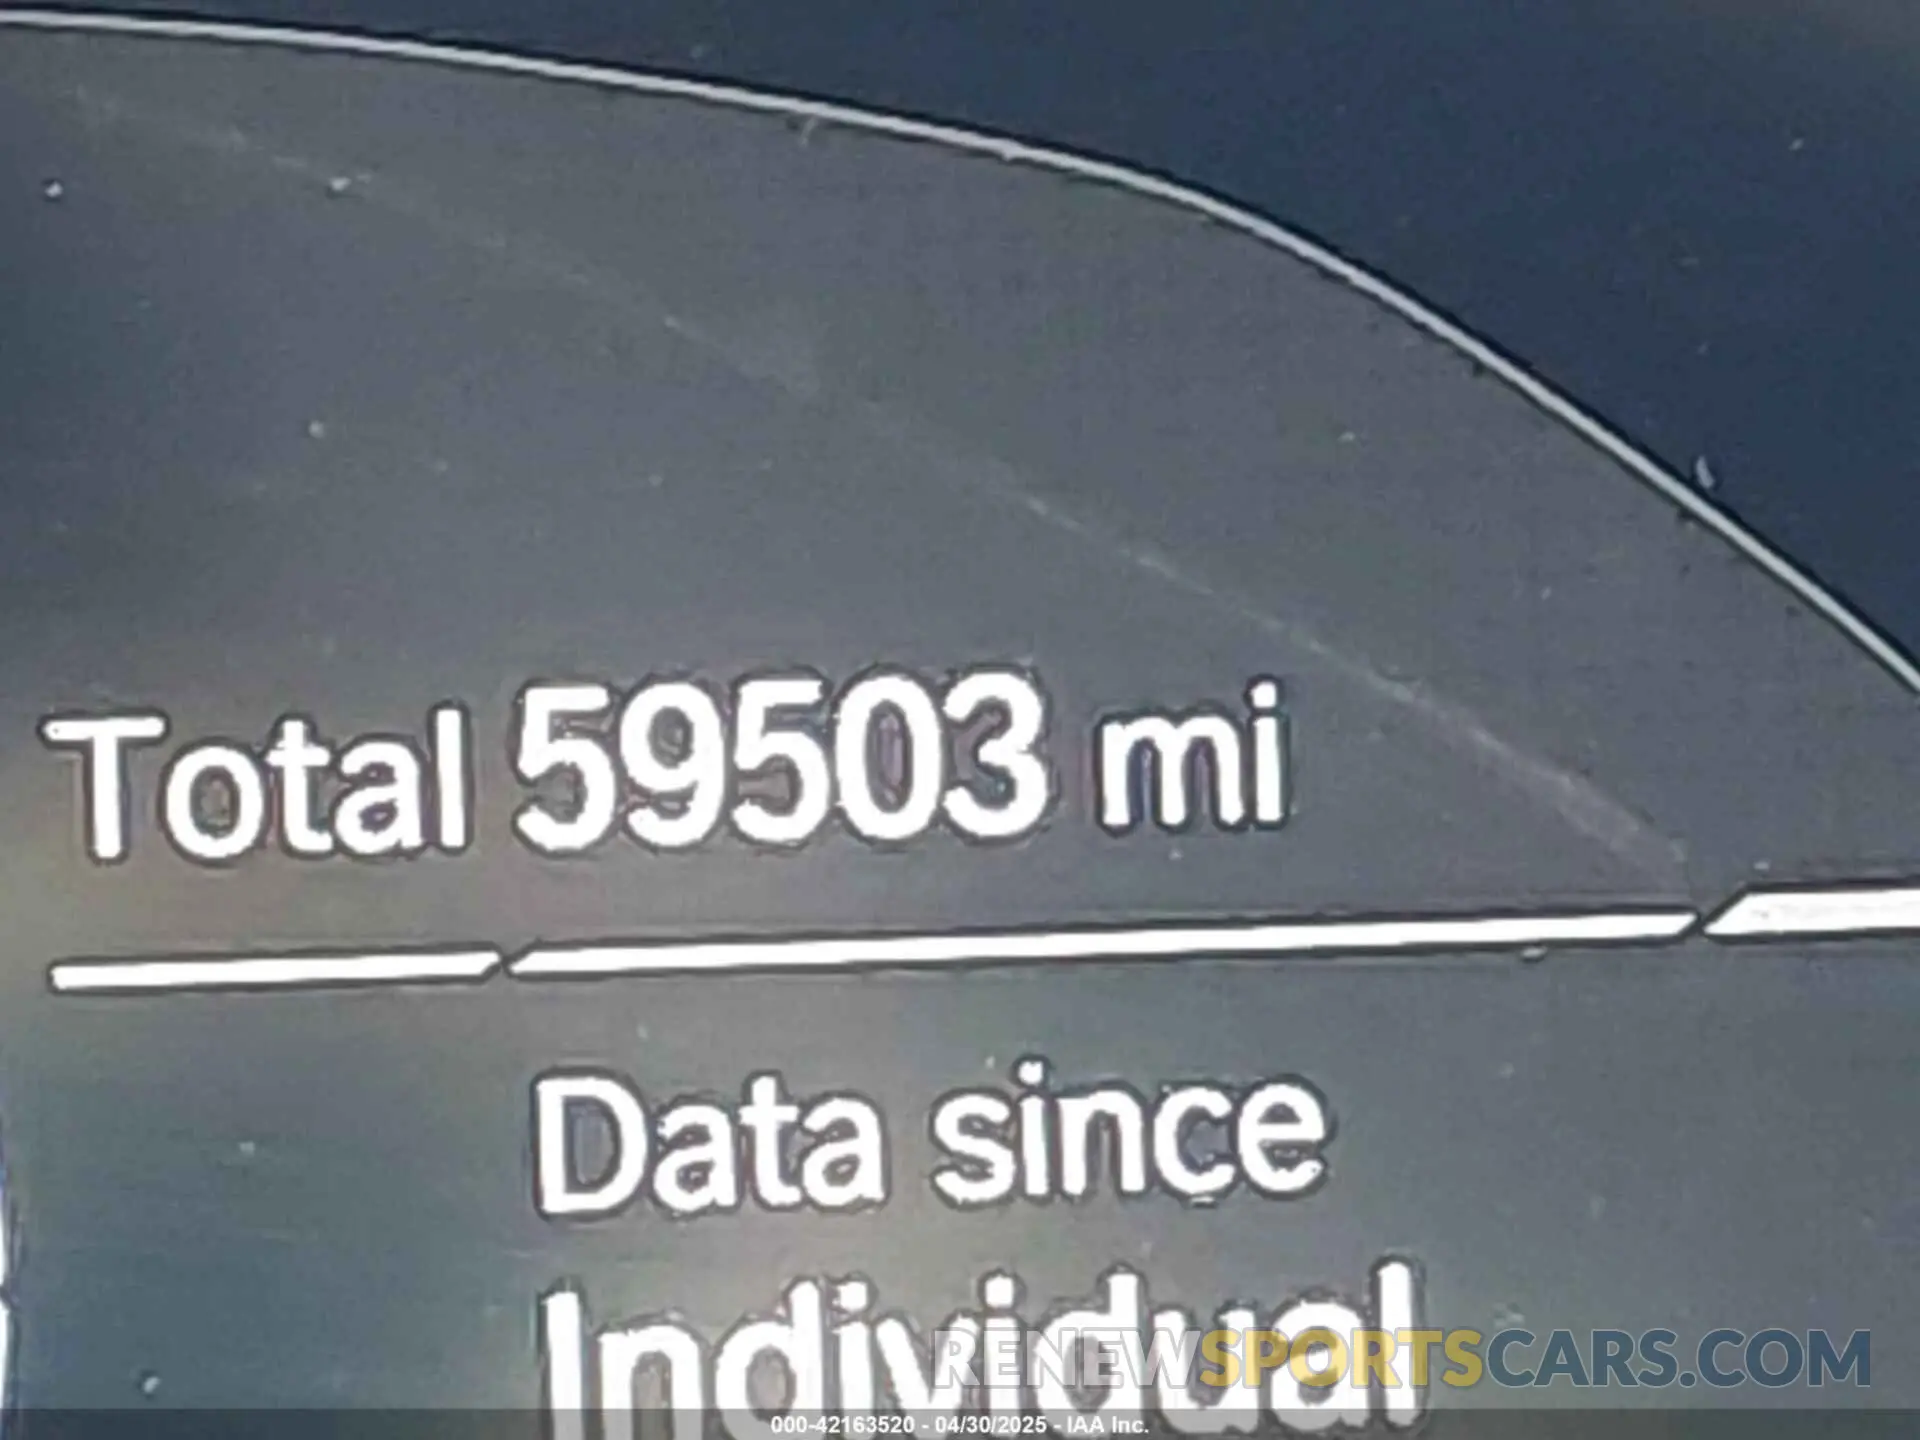 Total 59503 mi
Data since
Individual
RENEWSPORTSCARS.COM
000-42163520 - 04/30/2025 - IAA Inc.